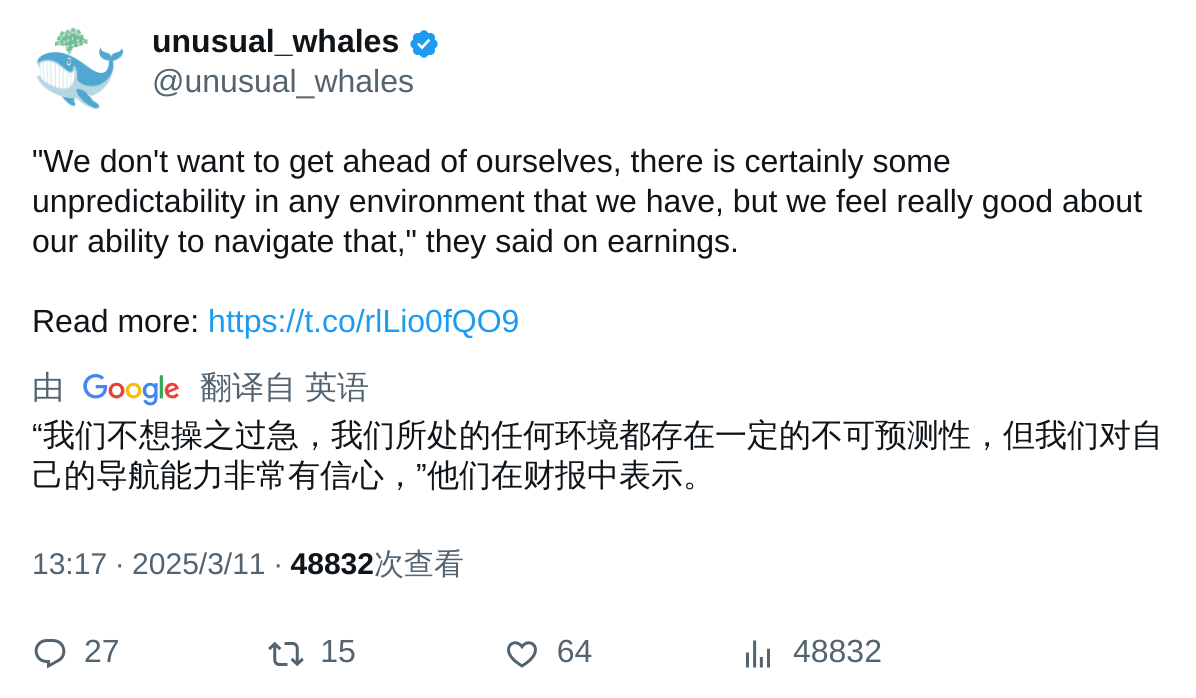 unusual_whales
@unusual_whales
"We don't want to get ahead of ourselves, there is certainly some
unpredictability in any environment that we have, but we feel really good about
our ability to navigate that," they said on earnings.
Read more: https://t.co/rlLio0fQO9
由 Google 翻译自 英语
“我们不想操之过急，我们所处的任何环境都存在一定的不可预测性，但我们对自
己的导航能力非常有信心，”他们在财报中表示。
13:17 · 2025/3/11 · 48832次查看
27 15 64 48832